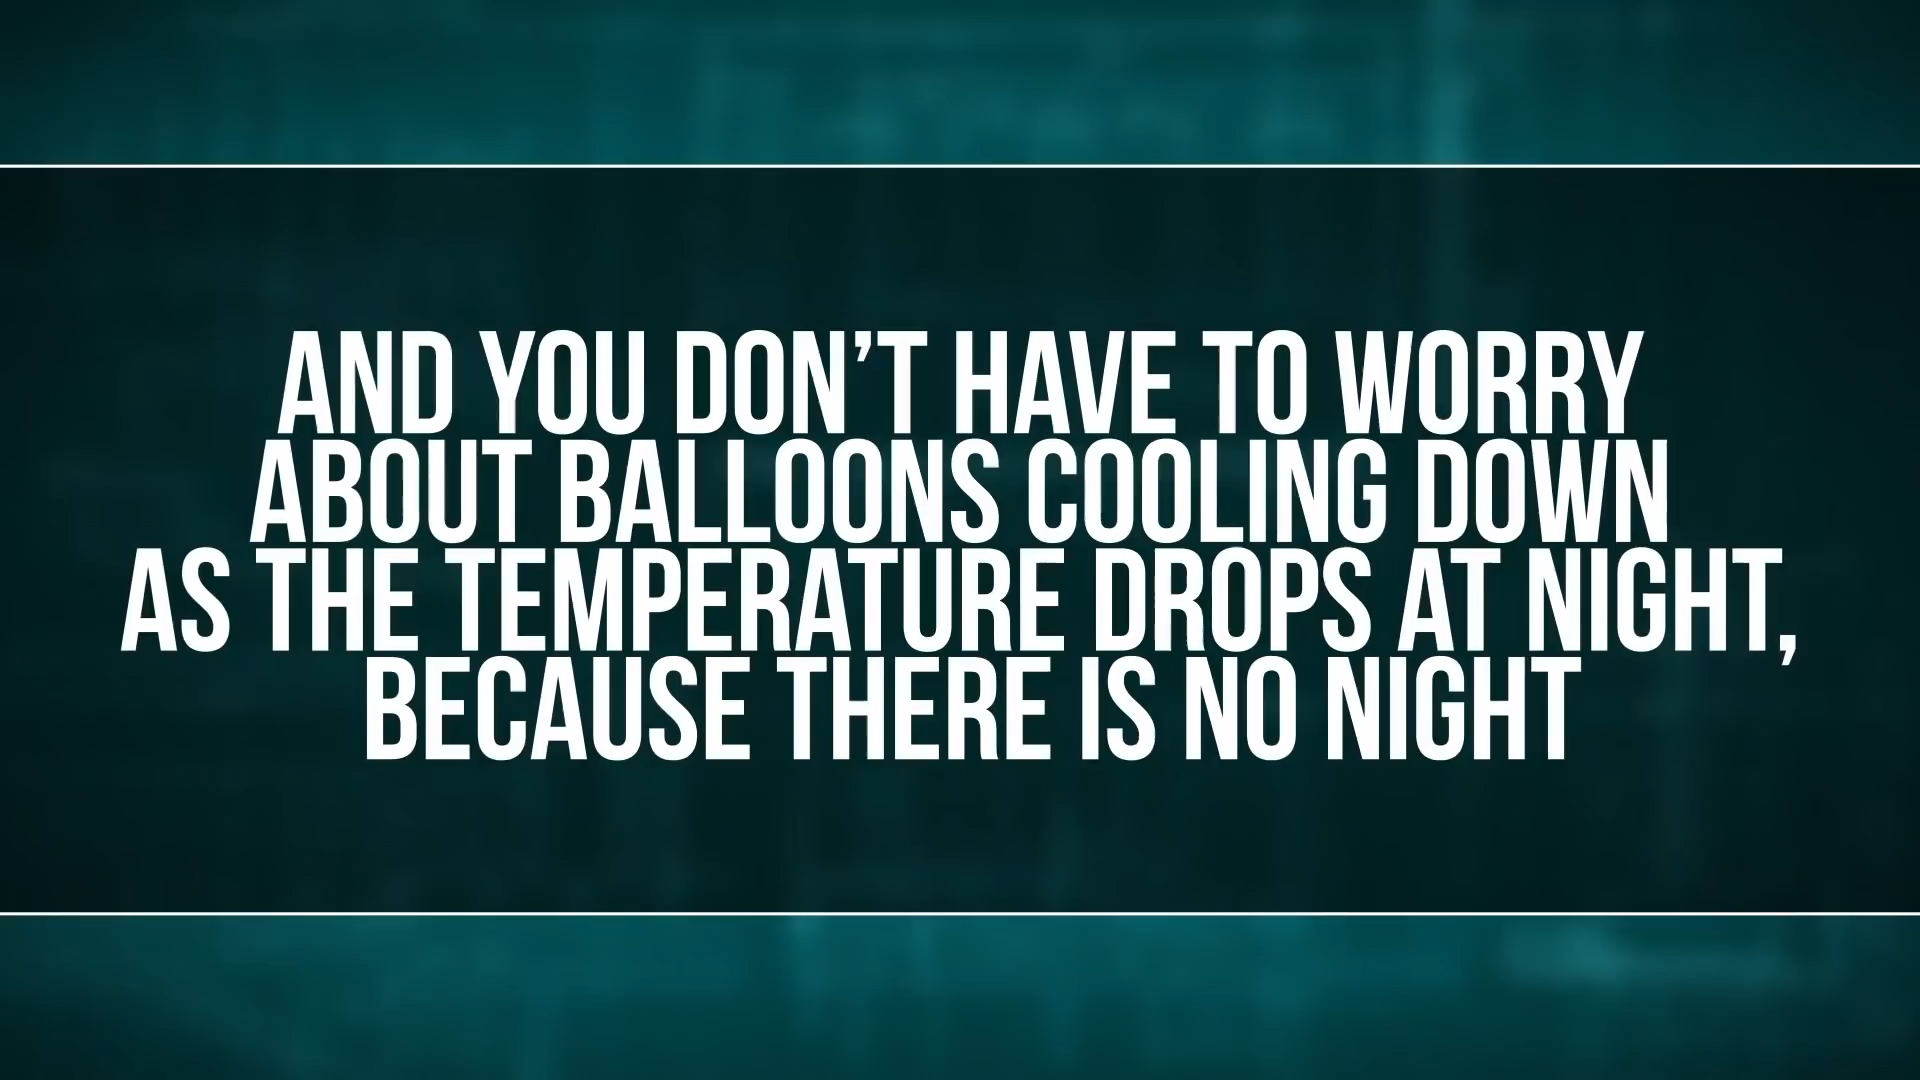 AND YOU DON'T HAVE TO WORRY
ABOUT BALLOONS COOLING DOWN
AS THE TEMPERATURE DROPS AT NIGHT,
BECAUSE THERE IS NO NIGHT